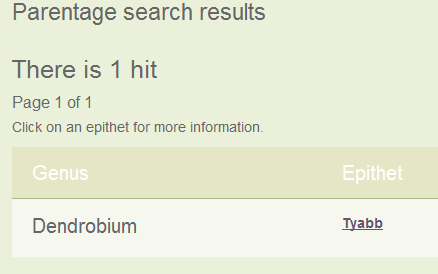 Parentage search results
There is 1 hit
Page 1 of 1
Click on an epithet for more information.
Genus Epithet
Dendrobium Tyabb